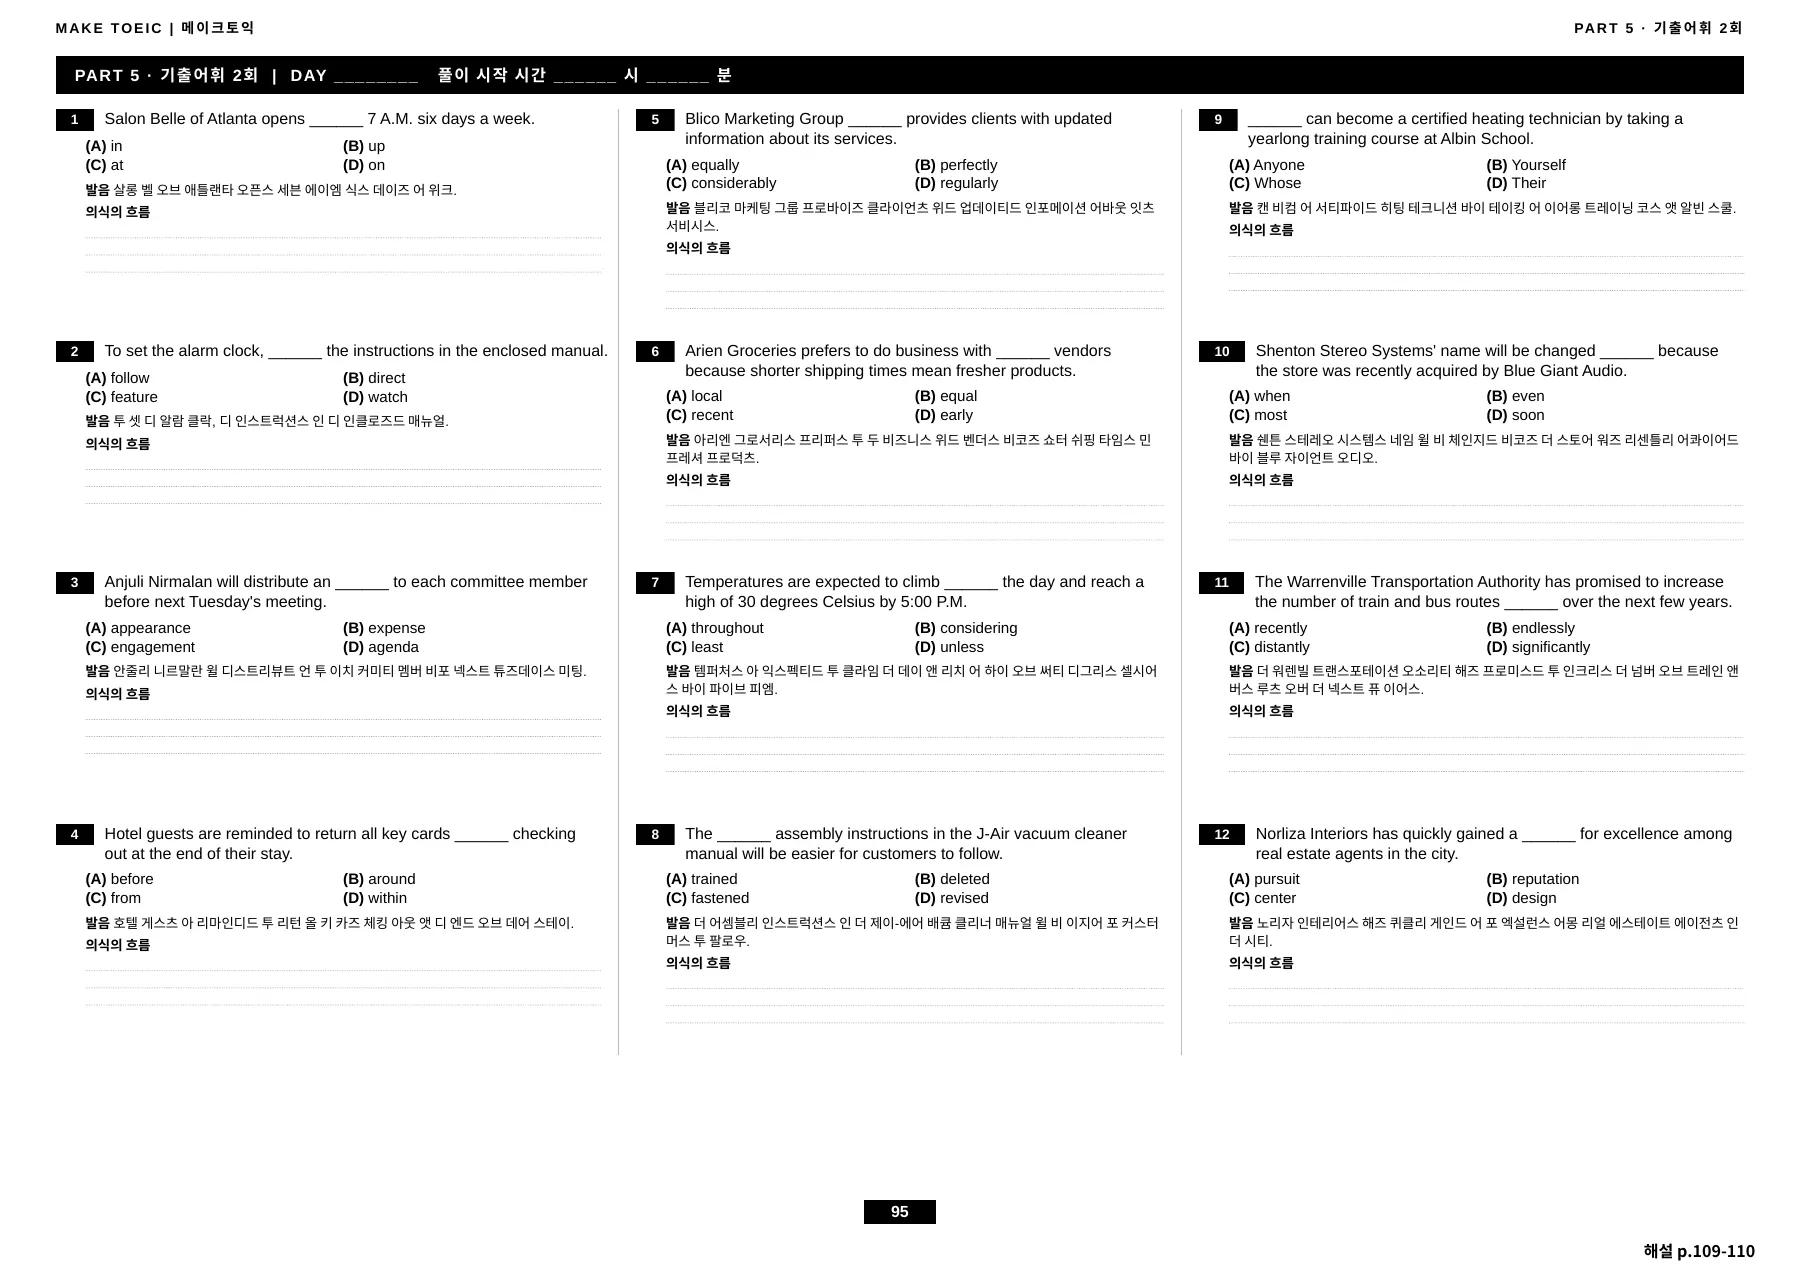 MAKE TOEIC | 메이크토익
PART 5 · 기출어휘 2회
PART 5 · 기출어휘 2회 | DAY ________ 풀이 시작 시간 ______ 시 ______ 분
1 Salon Belle of Atlanta opens ______ 7 A.M. six days a week.
(A) in (B) up
(C) at (D) on
발음 살롱 벨 오브 애틀랜타 오픈스 세븐 에이엠 식스 데이즈 어 위크.
의식의 흐름
2 To set the alarm clock, ______ the instructions in the enclosed manual.
(A) follow (B) direct
(C) feature (D) watch
발음 투 셋 디 알람 클락, 디 인스트럭션스 인 디 인클로즈드 매뉴얼.
의식의 흐름
3 Anjuli Nirmalan will distribute an ______ to each committee member
before next Tuesday's meeting.
(A) appearance (B) expense
(C) engagement (D) agenda
발음 안줄리 니르말란 윌 디스트리뷰트 언 투 이치 커미티 멤버 비포 넥스트 튜즈데이스 미팅.
의식의 흐름
4 Hotel guests are reminded to return all key cards ______ checking
out at the end of their stay.
(A) before (B) around
(C) from (D) within
발음 호텔 게스츠 아 리마인디드 투 리턴 올 키 카즈 체킹 아웃 앳 디 엔드 오브 데어 스테이.
의식의 흐름
5 Blico Marketing Group ______ provides clients with updated
information about its services.
(A) equally (B) perfectly
(C) considerably (D) regularly
발음 블리코 마케팅 그룹 프로바이즈 클라이언츠 위드 업데이티드 인포메이션 어바웃 잇츠
서비시스.
의식의 흐름
6 Arien Groceries prefers to do business with ______ vendors
because shorter shipping times mean fresher products.
(A) local (B) equal
(C) recent (D) early
발음 아리엔 그로서리스 프리퍼스 투 두 비즈니스 위드 벤더스 비코즈 쇼터 쉬핑 타임스 민
프레셔 프로덕츠.
의식의 흐름
7 Temperatures are expected to climb ______ the day and reach a
high of 30 degrees Celsius by 5:00 P.M.
(A) throughout (B) considering
(C) least (D) unless
발음 템퍼처스 아 익스펙티드 투 클라임 더 데이 앤 리치 어 하이 오브 써티 디그리스 셀시어
스 바이 파이브 피엠.
의식의 흐름
8 The ______ assembly instructions in the J-Air vacuum cleaner
manual will be easier for customers to follow.
(A) trained (B) deleted
(C) fastened (D) revised
발음 더 어셈블리 인스트럭션스 인 더 제이-에어 배큠 클리너 매뉴얼 윌 비 이지어 포 커스터
머스 투 팔로우.
의식의 흐름
9 ______ can become a certified heating technician by taking a
yearlong training course at Albin School.
(A) Anyone (B) Yourself
(C) Whose (D) Their
발음 캔 비컴 어 서티파이드 히팅 테크니션 바이 테이킹 어 이어롱 트레이닝 코스 앳 알빈 스쿨.
의식의 흐름
10 Shenton Stereo Systems' name will be changed ______ because
the store was recently acquired by Blue Giant Audio.
(A) when (B) even
(C) most (D) soon
발음 쉔튼 스테레오 시스템스 네임 윌 비 체인지드 비코즈 더 스토어 워즈 리센틀리 어콰이어드
바이 블루 자이언트 오디오.
의식의 흐름
11 The Warrenville Transportation Authority has promised to increase
the number of train and bus routes ______ over the next few years.
(A) recently (B) endlessly
(C) distantly (D) significantly
발음 더 워렌빌 트랜스포테이션 오소리티 해즈 프로미스드 투 인크리스 더 넘버 오브 트레인 앤
버스 루츠 오버 더 넥스트 퓨 이어스.
의식의 흐름
12 Norliza Interiors has quickly gained a ______ for excellence among
real estate agents in the city.
(A) pursuit (B) reputation
(C) center (D) design
발음 노리자 인테리어스 해즈 퀴클리 게인드 어 포 엑설런스 어몽 리얼 에스테이트 에이전츠 인
더 시티.
의식의 흐름
95
해설 p.109-110